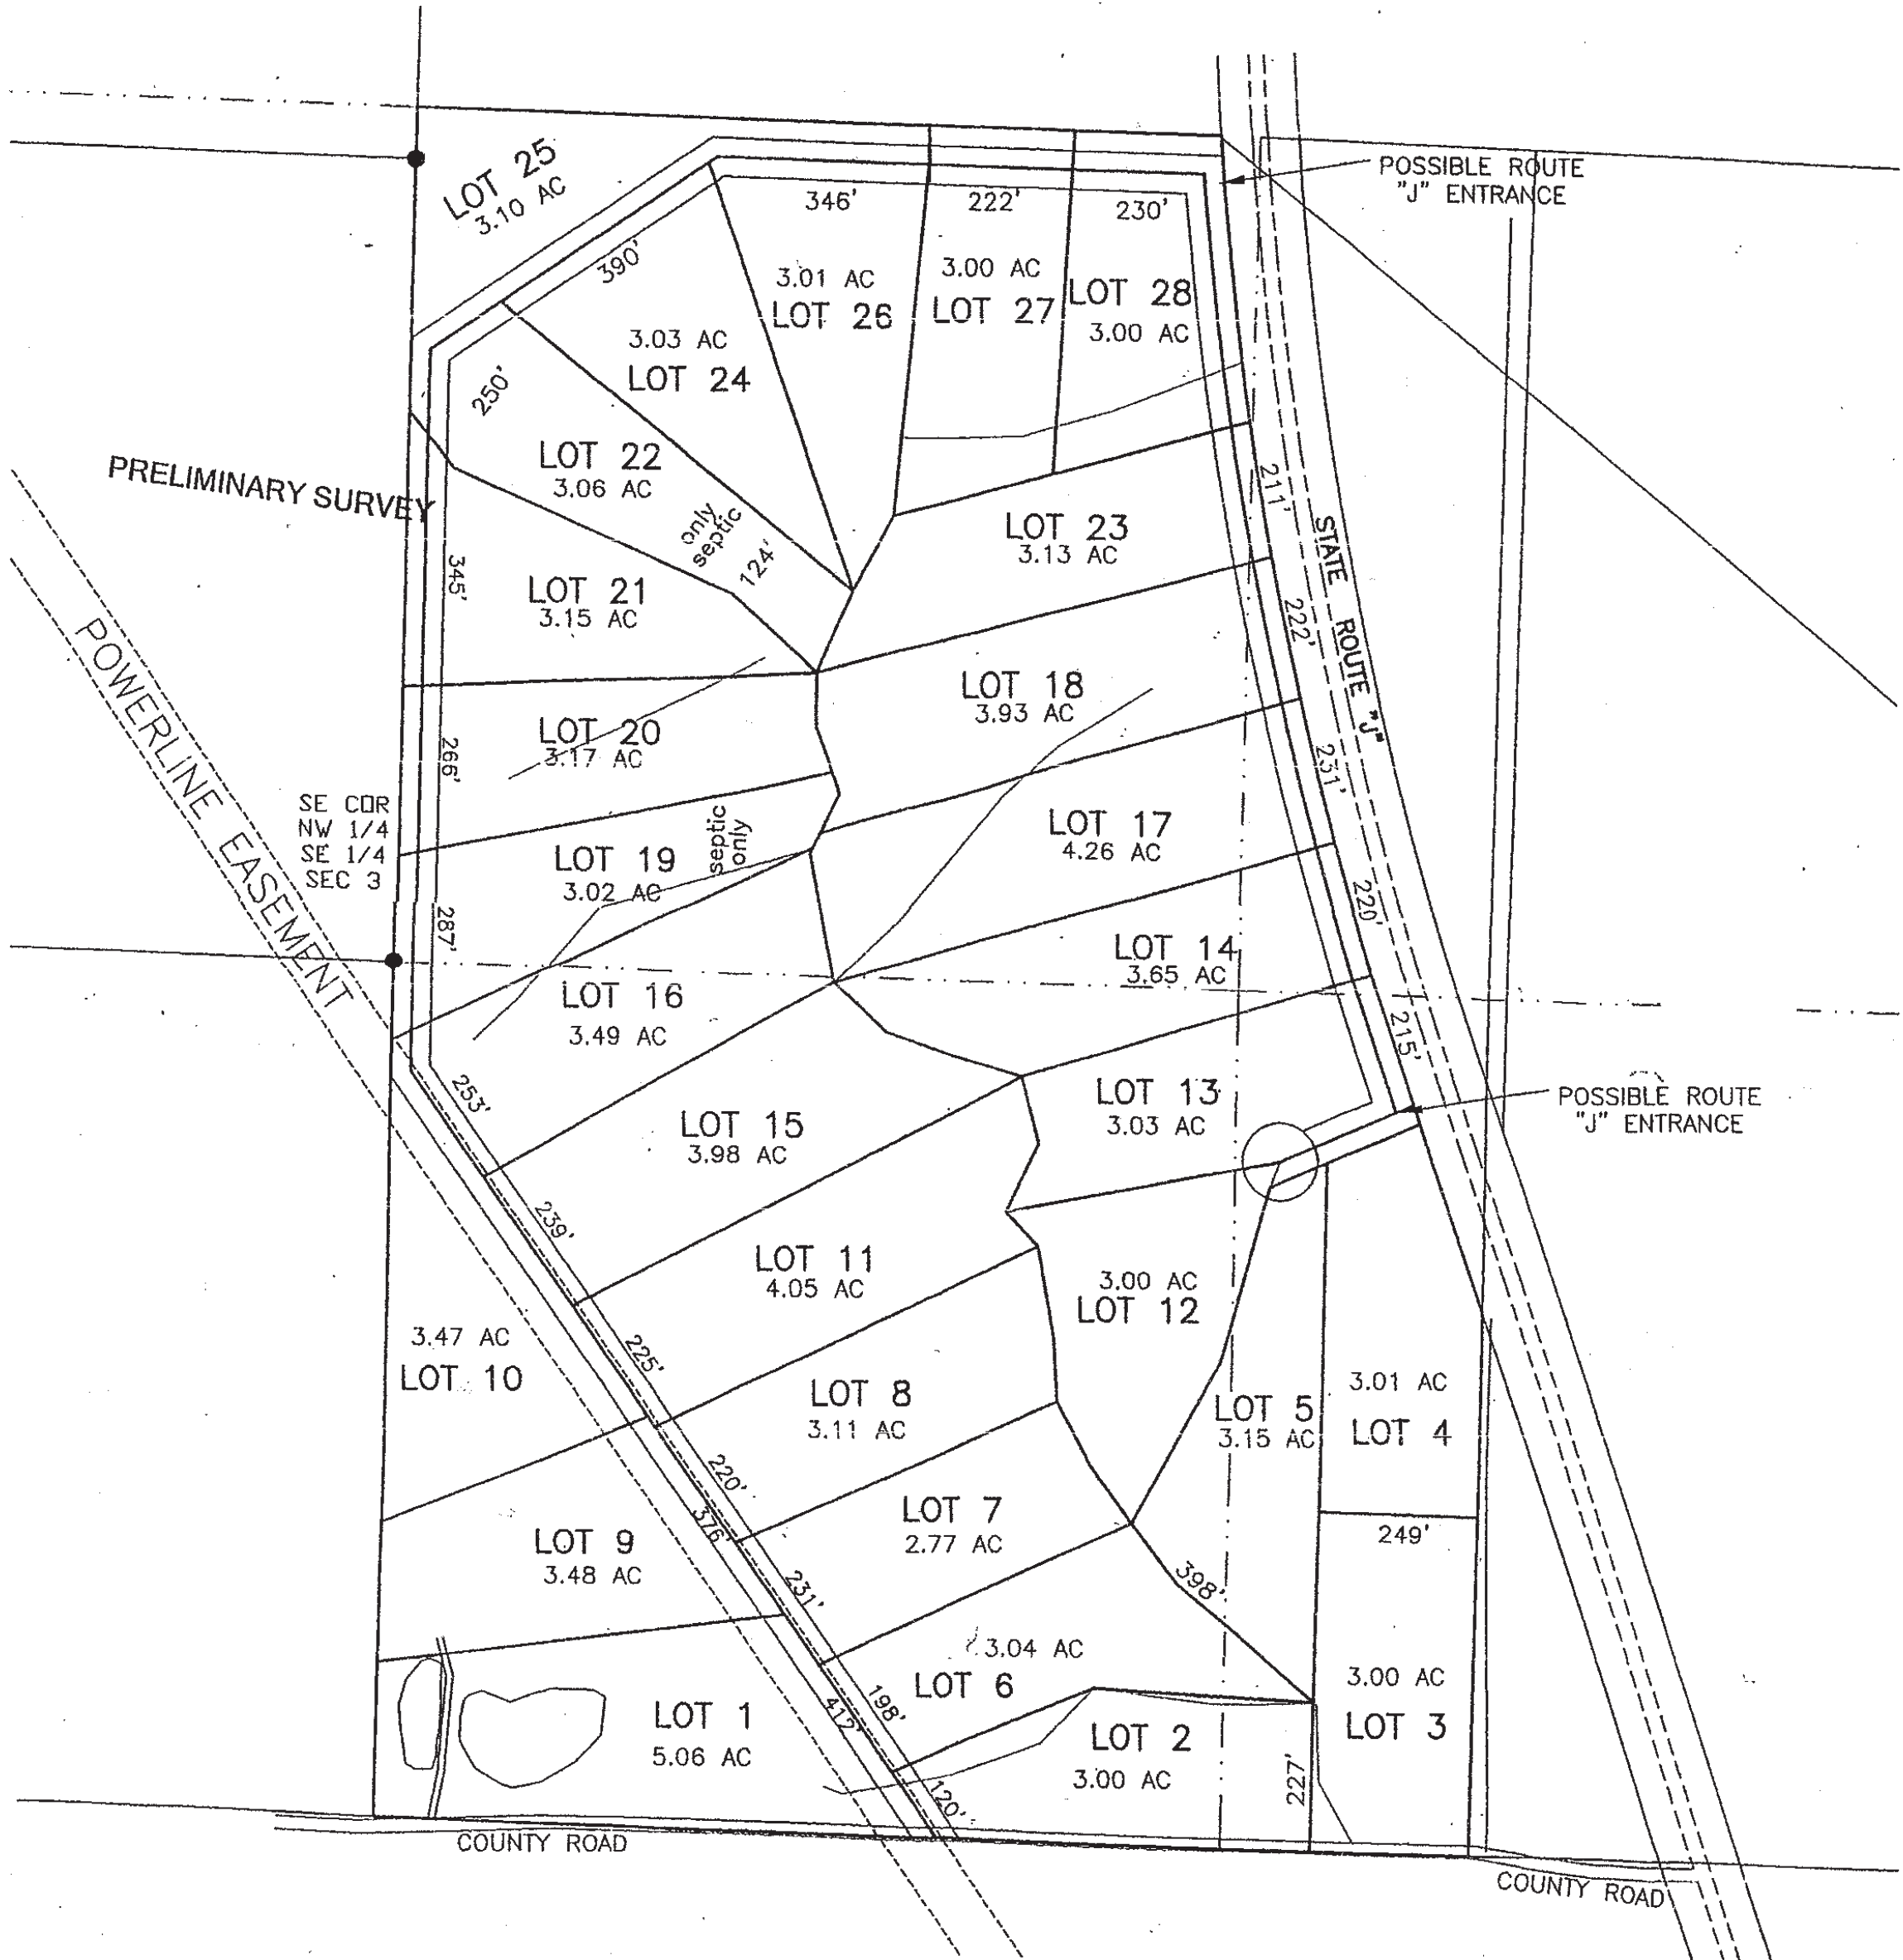 LOT 25
3.10 AC
POSSIBLE ROUTE
"J" ENTRANCE
346'
222'
230'
390'
3.01 AC
LOT 26
3.00 AC
LOT 27
LOT 28
3.00 AC
3.03 AC
LOT 24
250'
LOT 22
3.06 AC
PRELIMINARY SURVEY
only
septic
124'
LOT 23
3.13 AC
211'
STATE ROUTE "J"
345'
LOT 21
3.15 AC
222'
POWERLINE EASEMENT
LOT 18
3.93 AC
LOT 20
3.17 AC
266'
231'
SE COR
NW 1/4
SE 1/4
SEC 3
septic
only
LOT 17
4.26 AC
LOT 19
3.02 AC
220'
287'
LOT 14
3.65 AC
LOT 16
3.49 AC
215'
253'
LOT 13
3.03 AC
POSSIBLE ROUTE
"J" ENTRANCE
LOT 15
3.98 AC
239'
LOT 11
4.05 AC
3.00 AC
LOT 12
3.47 AC
LOT 10
225'
LOT 8
3.11 AC
LOT 5
3.15 AC
3.01 AC
LOT 4
220'
376'
LOT 7
2.77 AC
249'
LOT 9
3.48 AC
231'
398'
3.04 AC
LOT 6
198'
412'
LOT 1
5.06 AC
LOT 2
3.00 AC
3.00 AC
LOT 3
227'
120'
COUNTY ROAD
COUNTY ROAD